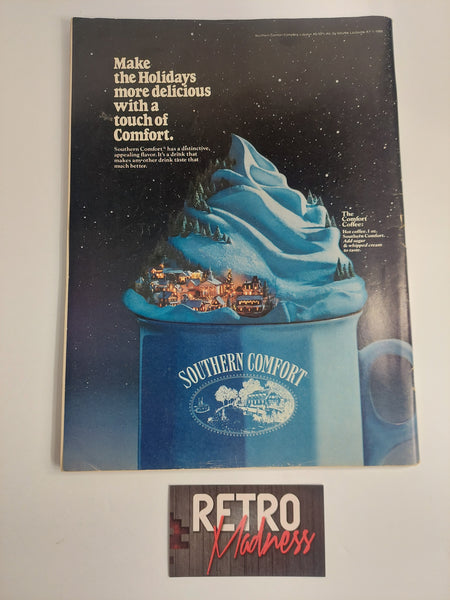 Make
the Holidays
more delicious
with a
touch of
Comfort.
Southern Comfort® has a distinctive,
appealing flavor. It's a drink that
makes any other drink taste that
much better.
The
Comfort
Coffee:
Hot coffee, 1 oz.
Southern Comfort.
Add sugar
& whipped cream
to taste.
SOUTHERN COMFORT
RETRO
Madness